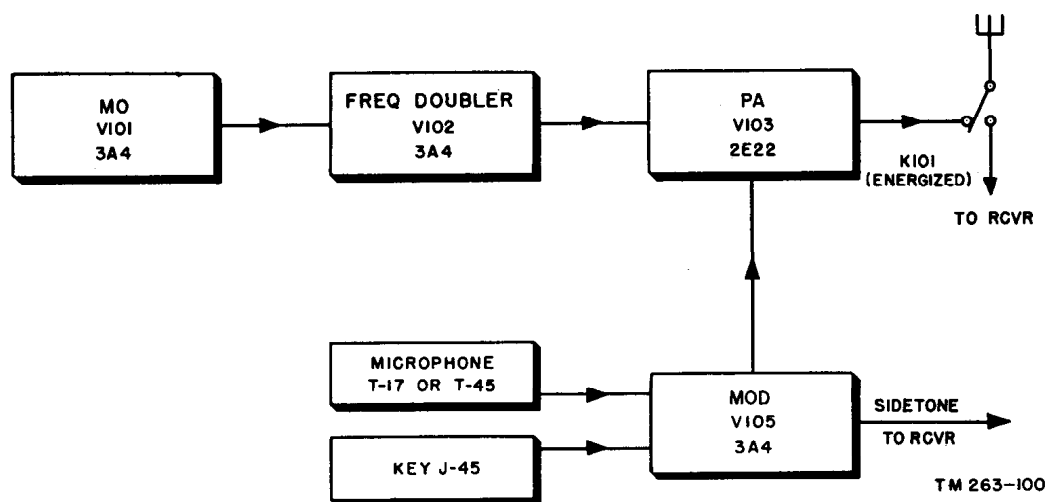 MO
V101
3A4
FREQ DOUBLER
V102
3A4
PA
V103
2E22
K101
(ENERGIZED)
TO RCVR
MICROPHONE
T-17 OR T-45
KEY J-45
MOD
V105
3A4
SIDETONE
TO RCVR
TM 263-100